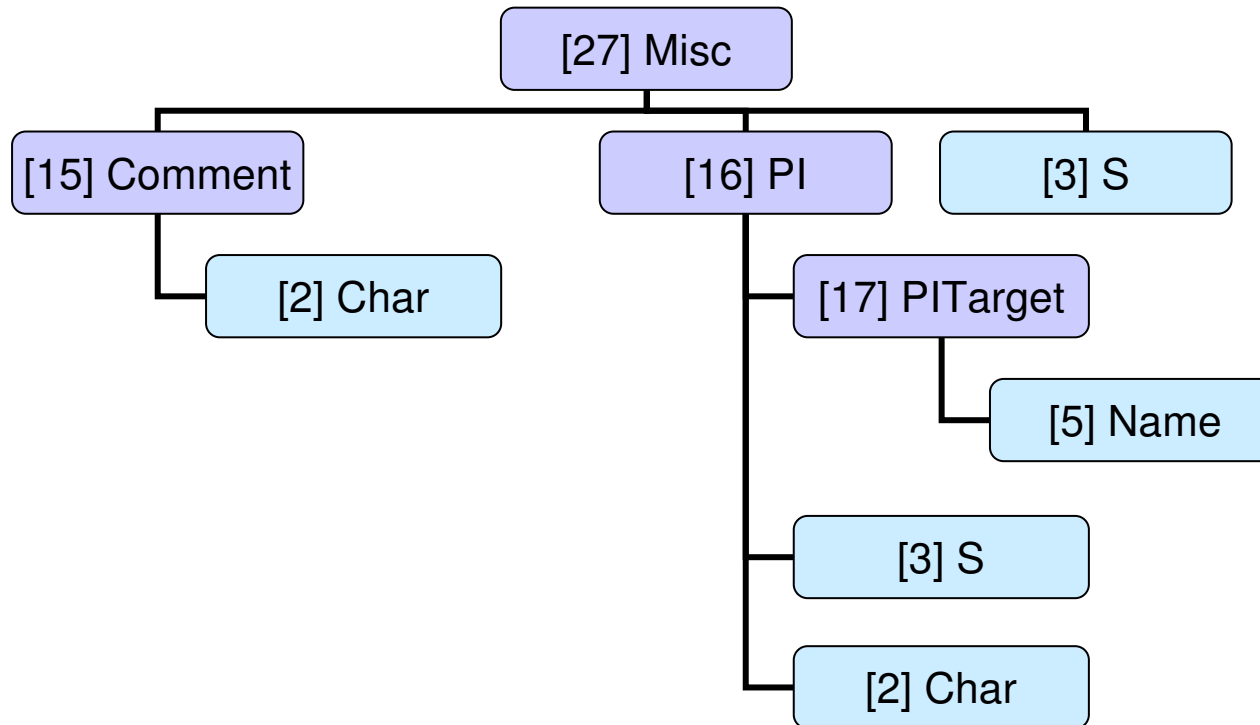 [27] Misc
[15] Comment
[16] PI
[3] S
[2] Char
[17] PITarget
[5] Name
[3] S
[2] Char